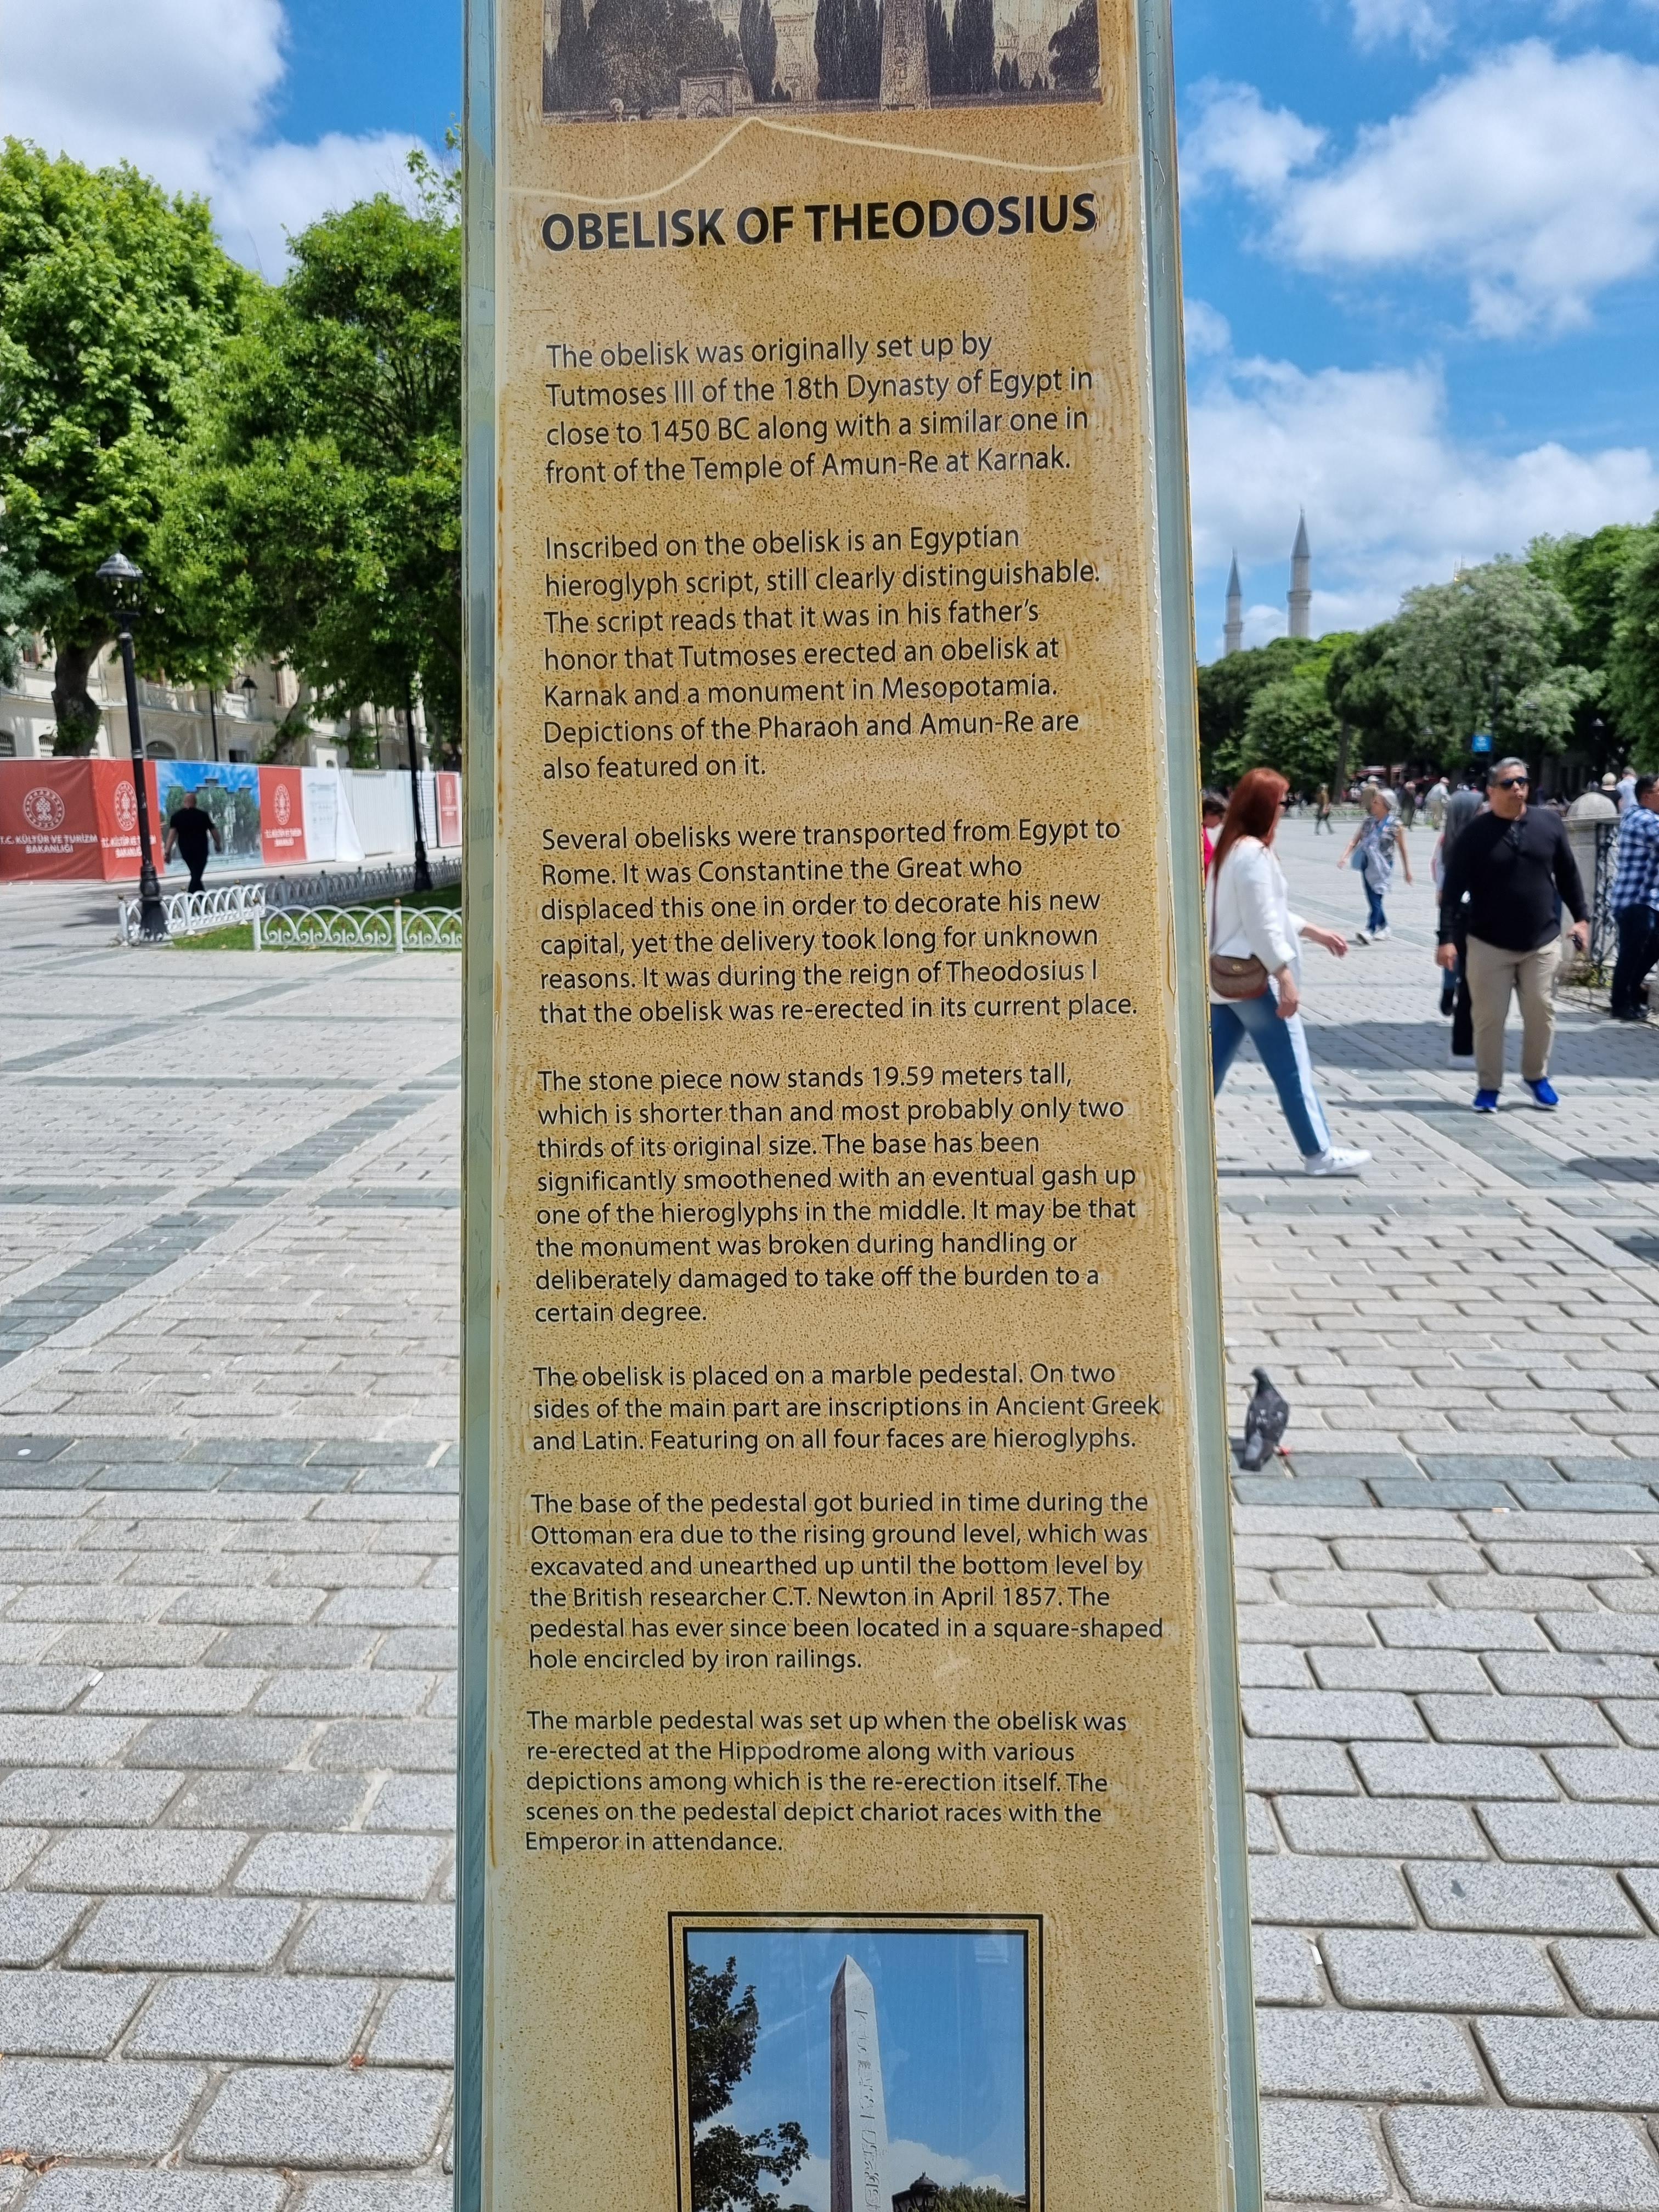 OBELISK OF THEODOSIUS
The obelisk was originally set up by
Tutmoses III of the 18th Dynasty of Egypt in
close to 1450 BC along with a similar one in
front of the Temple of Amun-Re at Karnak.
Inscribed on the obelisk is an Egyptian
hieroglyph script, still clearly distinguishable.
The script reads that it was in his father's
honor that Tutmoses erected an obelisk at
Karnak and a monument in Mesopotamia.
Depictions of the Pharaoh and Amun-Re are
also featured on it.
Several obelisks were transported from Egypt to
Rome. It was Constantine the Great who
displaced this one in order to decorate his new
capital, yet the delivery took long for unknown
reasons. It was during the reign of Theodosius I
that the obelisk was re-erected in its current place.
The stone piece now stands 19.59 meters tall,
which is shorter than and most probably only two
thirds of its original size. The base has been
significantly smoothened with an eventual gash up
one of the hieroglyphs in the middle. It may be that
the monument was broken during handling or
deliberately damaged to take off the burden to a
certain degree.
The obelisk is placed on a marble pedestal. On two
sides of the main part are inscriptions in Ancient Greek
and Latin. Featuring on all four faces are hieroglyphs.
The base of the pedestal got buried in time during the
Ottoman era due to the rising ground level, which was
excavated and unearthed up until the bottom level by
the British researcher C.T. Newton in April 1857. The
pedestal has ever since been located in a square-shaped
hole encircled by iron railings.
The marble pedestal was set up when the obelisk was
re-erected at the Hippodrome along with various
depictions among which is the re-erection itself. The
scenes on the pedestal depict chariot races with the
Emperor in attendance.
T.C. KÜLTÜR VE TURİZM
BAKANLIĞI